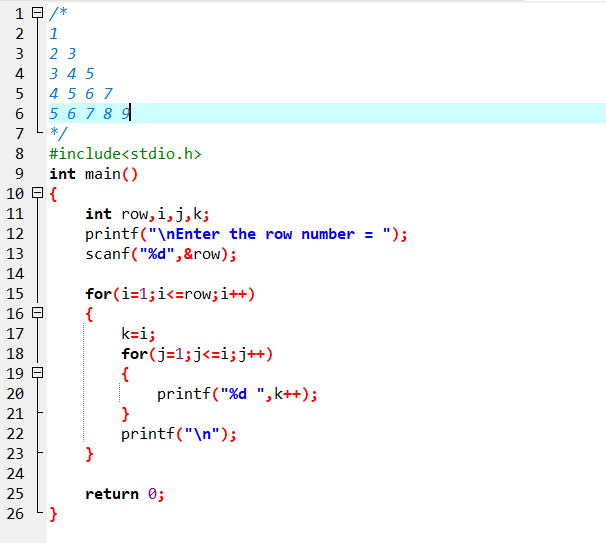 1 /*
2 1
3 2 3
4 3 4 5
5 4 5 6 7
6 5 6 7 8 9
7 */
8 #include<stdio.h>
9 int main()
10 {
11     int row,i,j,k;
12     printf("\nEnter the row number = ");
13     scanf("%d",&row);
14
15     for(i=1;i<=row;i++)
16     {
17         k=i;
18         for(j=1;j<=i;j++)
19         {
20             printf("%d ",k++);
21         }
22         printf("\n");
23     }
24
25     return 0;
26 }